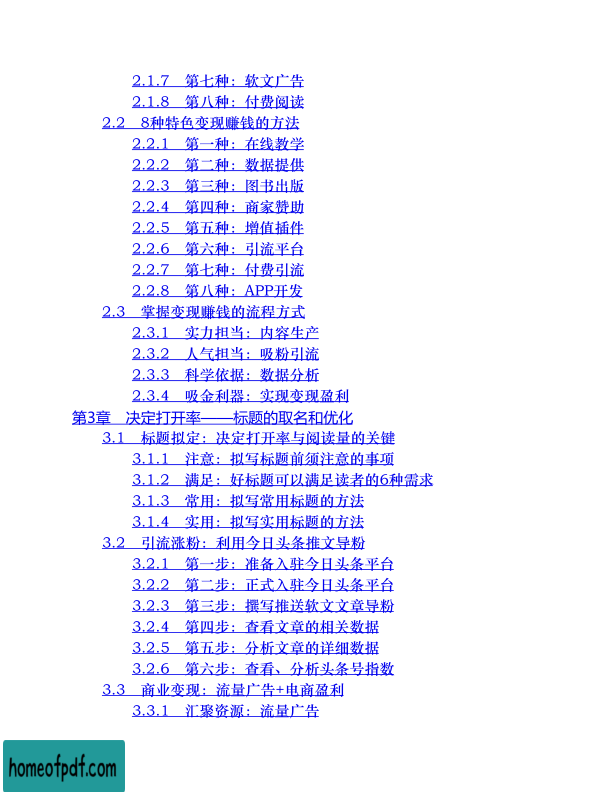 2.1.7　第七种：软文广告
2.1.8　第八种：付费阅读
2.2　8种特色变现赚钱的方法
2.2.1　第一种：在线教学
2.2.2　第二种：数据提供
2.2.3　第三种：图书出版
2.2.4　第四种：商家赞助
2.2.5　第五种：增值插件
2.2.6　第六种：引流平台
2.2.7　第七种：付费引流
2.2.8　第八种：APP开发
2.3　掌握变现赚钱的流程方式
2.3.1　实力担当：内容生产
2.3.2　人气担当：吸粉引流
2.3.3　科学依据：数据分析
2.3.4　吸金利器：实现变现盈利
第3章　决定打开率——标题的取名和优化
3.1　标题拟定：决定打开率与阅读量的关键
3.1.1　注意：拟写标题前须注意的事项
3.1.2　满足：好标题可以满足读者的6种需求
3.1.3　常用：拟写常用标题的方法
3.1.4　实用：拟写实用标题的方法
3.2　引流涨粉：利用今日头条推文导粉
3.2.1　第一步：准备入驻今日头条平台
3.2.2　第二步：正式入驻今日头条平台
3.2.3　第三步：撰写推送软文文章导粉
3.2.4　第四步：查看文章的相关数据
3.2.5　第五步：分析文章的详细数据
3.2.6　第六步：查看、分析头条号指数
3.3　商业变现：流量广告+电商盈利
3.3.1　汇聚资源：流量广告
homeofpdf.com